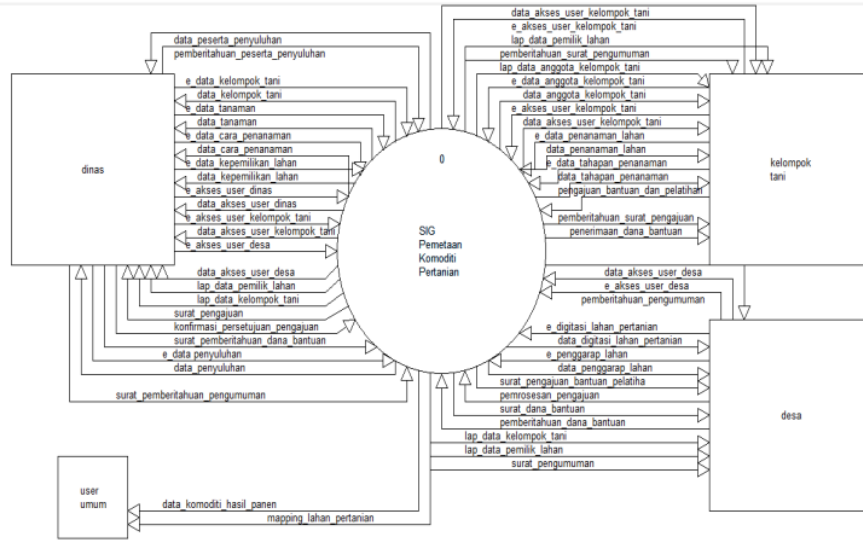 data_peserta_penyuluhan
pemberitahuan_peserta_penyuluhan
dinas
e_data_kelompok_tani
data_kelompok_tani
e_data_tanaman
data_tanaman
e_data_cara_penanaman
data_cara_penanaman
e_data_kepemilikan_lahan
data_kepemilikan_lahan
e_akses_user_dinas
data_akses_user_dinas
e_akses_user_kelompok_tani
data_akses_user_kelompok_tani
e_akses_user_desa
data_akses_user_desa
lap_data_pemilik_lahan
lap_data_kelompok_tani
surat_pengajuan
konfirmasi_persetujuan_pengajuan
surat_pemberitahuan_dana_bantuan
e_data_penyuluhan
data_penyuluhan
surat_pemberitahuan_pengumuman
0
SIG
Pemetaan
Komoditi
Pertanian
data_akses_user_kelompok_tani
e_akses_user_kelompok_tani
lap_data_pemilik_lahan
pemberitahuan_surat_pengumuman
lap_data_anggota_kelompok_tani
e_data_anggota_kelompok_tani
data_anggota_kelompok_tani
e_akses_user_kelompok_tani
data_akses_user_kelompok_tani
e_data_penanaman_lahan
data_penanaman_lahan
e_data_tahapan_penanaman
data_tahapan_penanaman
pengajuan_bantuan_dan_pelatihan
pemberitahuan_surat_pengajuan
penerimaan_dana_bantuan
kelompok
tani
data_akses_user_desa
e_akses_user_desa
pemberitahuan_pengumuman
e_digitasi_lahan_pertanian
data_digitasi_lahan_pertanian
e_penggarap_lahan
data_penggarap_lahan
surat_pengajuan_bantuan_pelatiha
pemrosesan_pengajuan
surat_dana_bantuan
pemberitahuan_dana_bantuan
lap_data_kelompok_tani
lap_data_pemilik_lahan
surat_pengumuman
desa
user
umum
data_komoditi_hasil_panen
mapping_lahan_pertanian